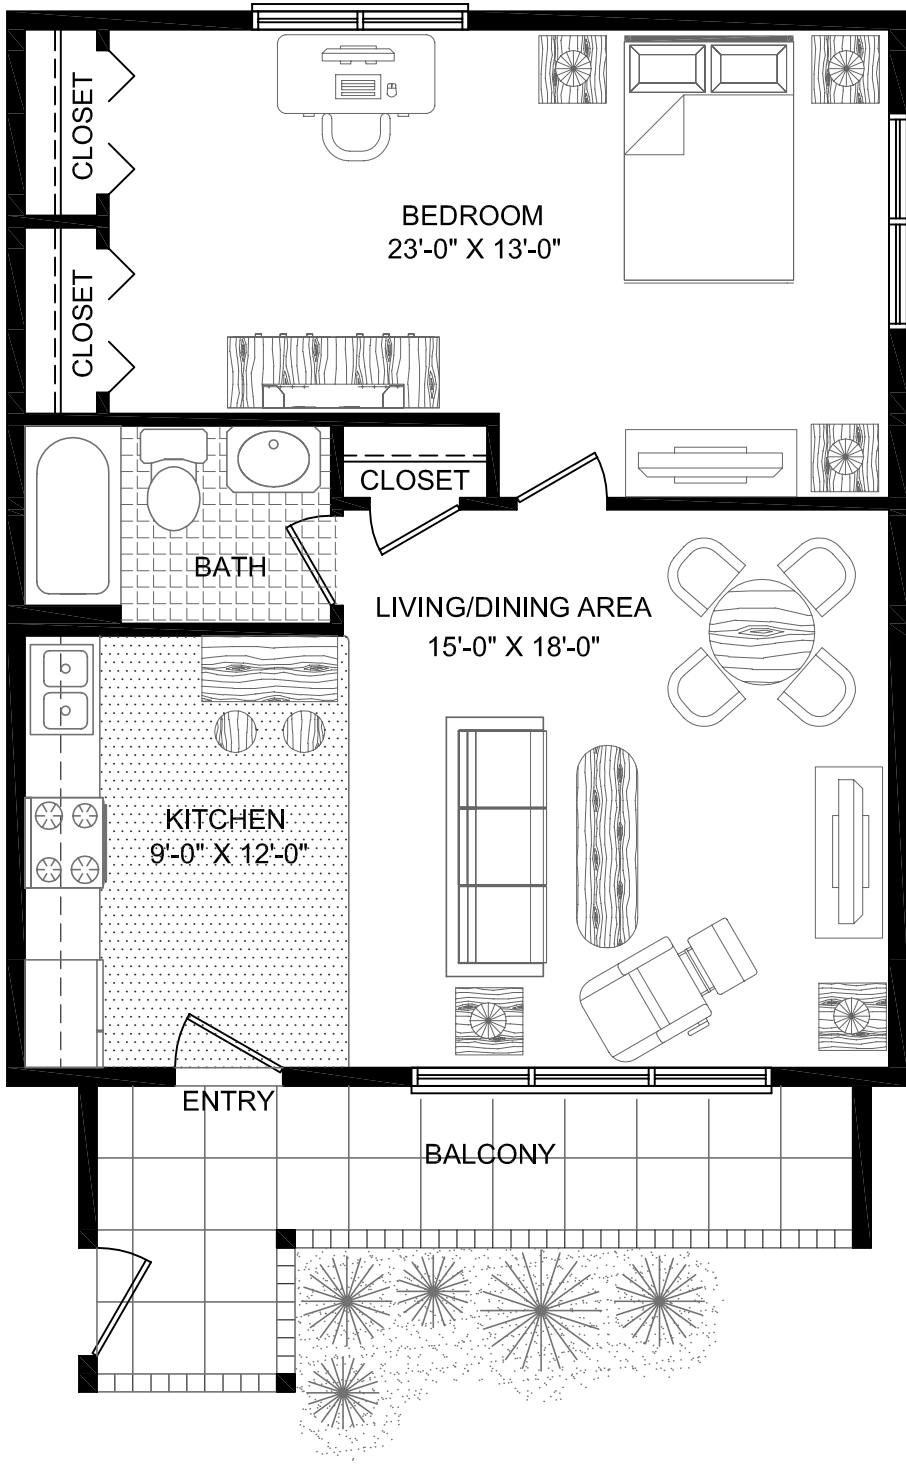 CLOSET
BEDROOM
23'-0" X 13'-0"
CLOSET
CLOSET
BATH
LIVING/DINING AREA
15'-0" X 18'-0"
KITCHEN
9'-0" X 12'-0"
ENTRY
BALCONY